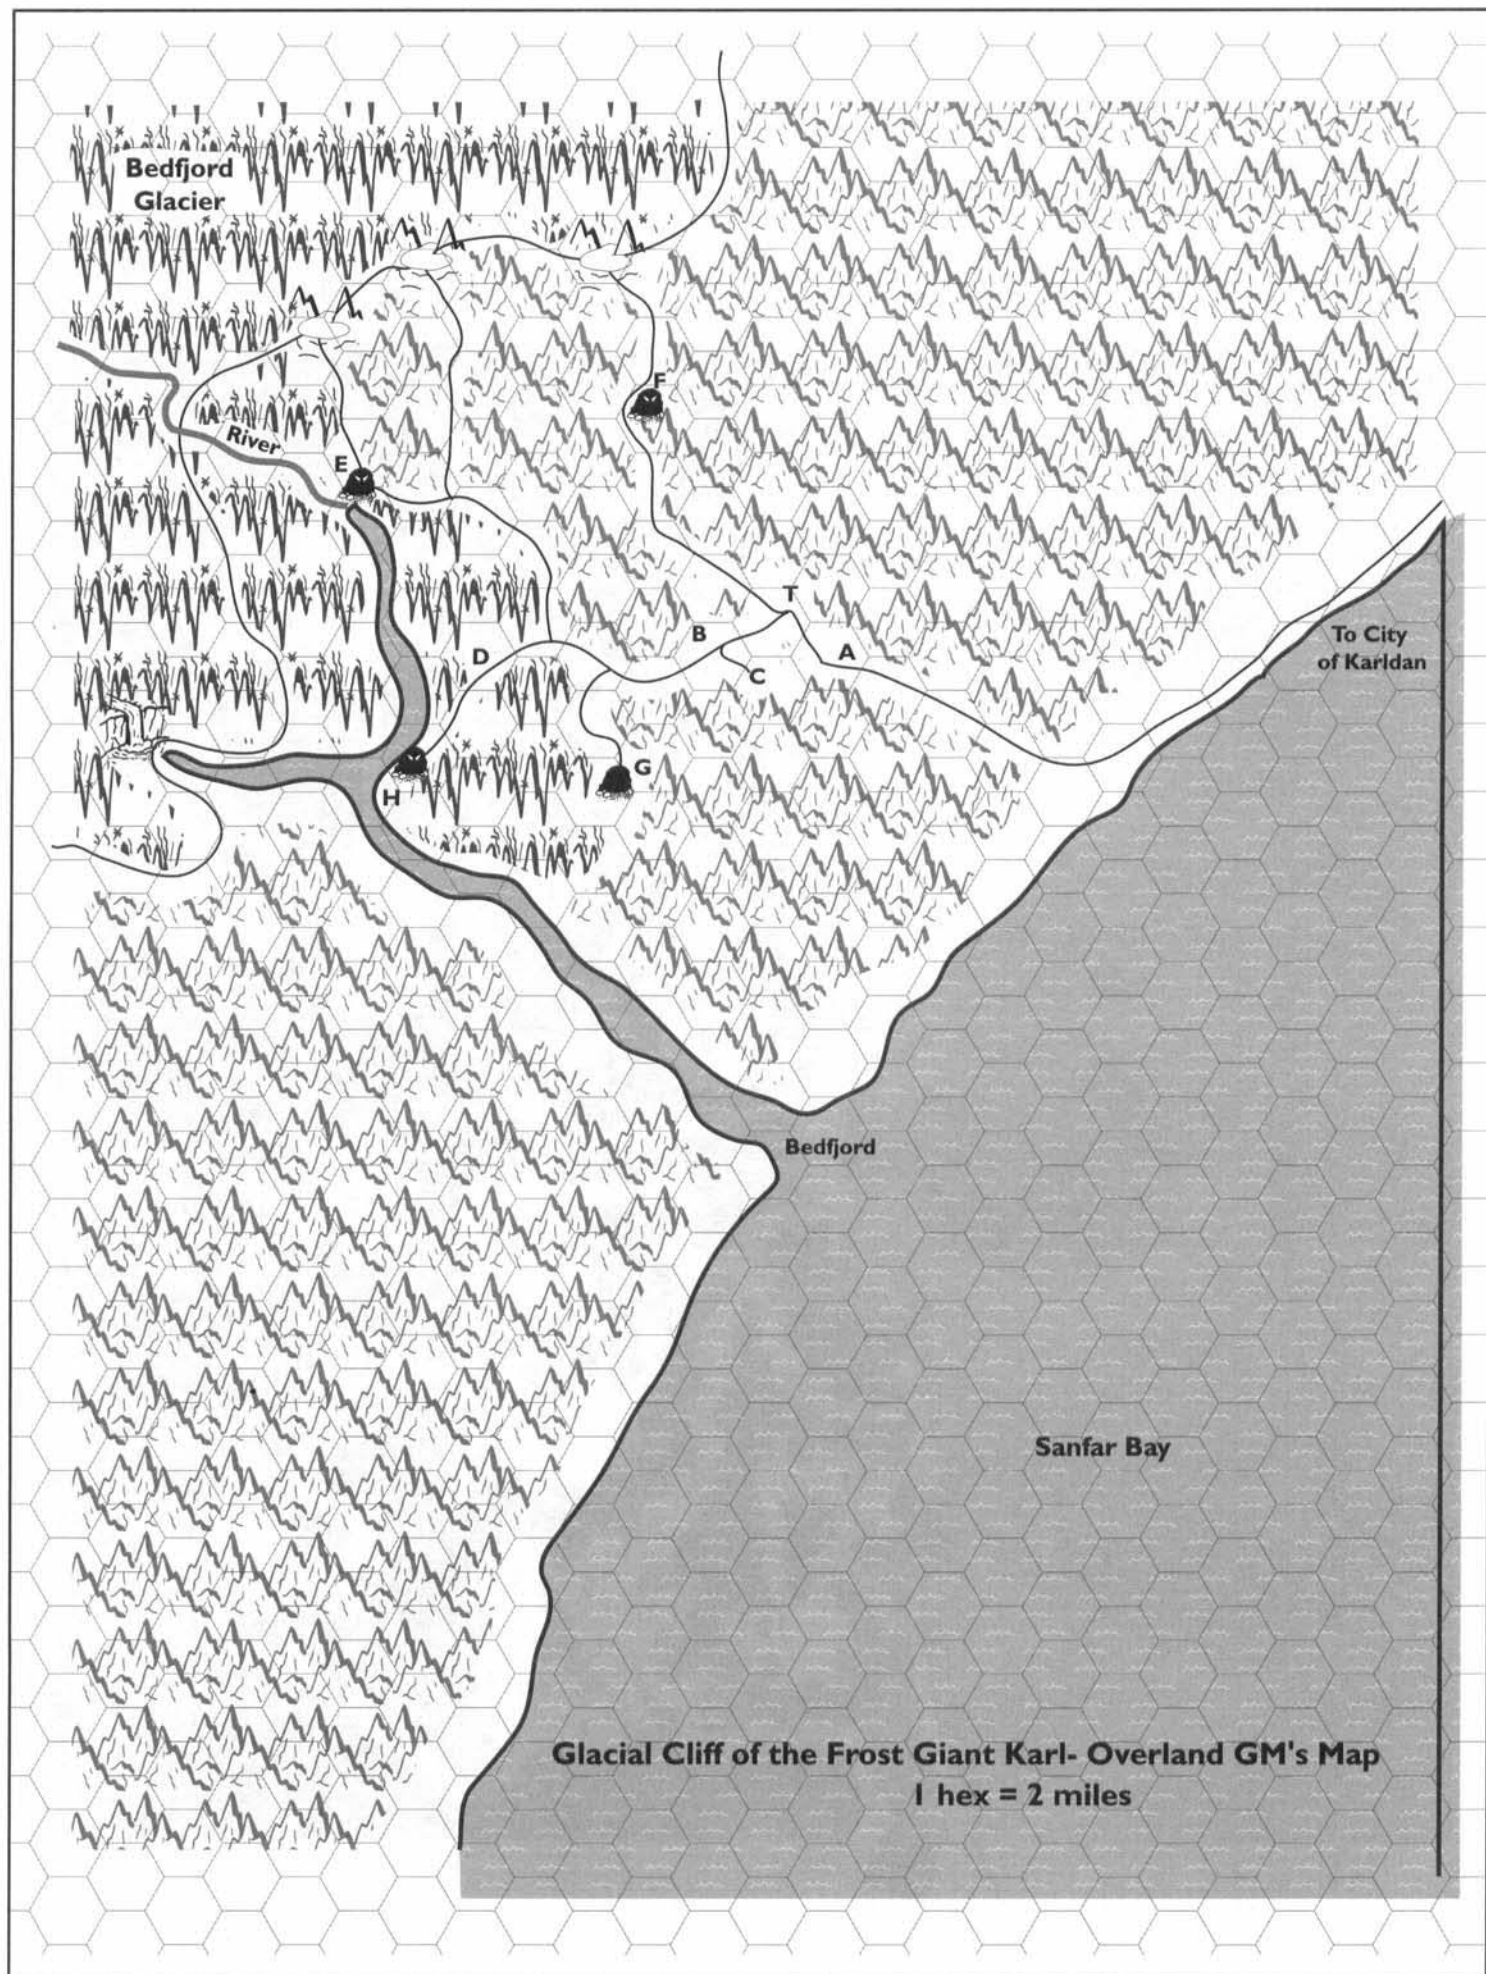 Bedfjord
Glacier
F
River
E
T
B
A
To City
of Karldan
D
C
G
H
Bedfjord
Sanfar Bay
Glacial Cliff of the Frost Giant Karl- Overland GM's Map
1 hex = 2 miles